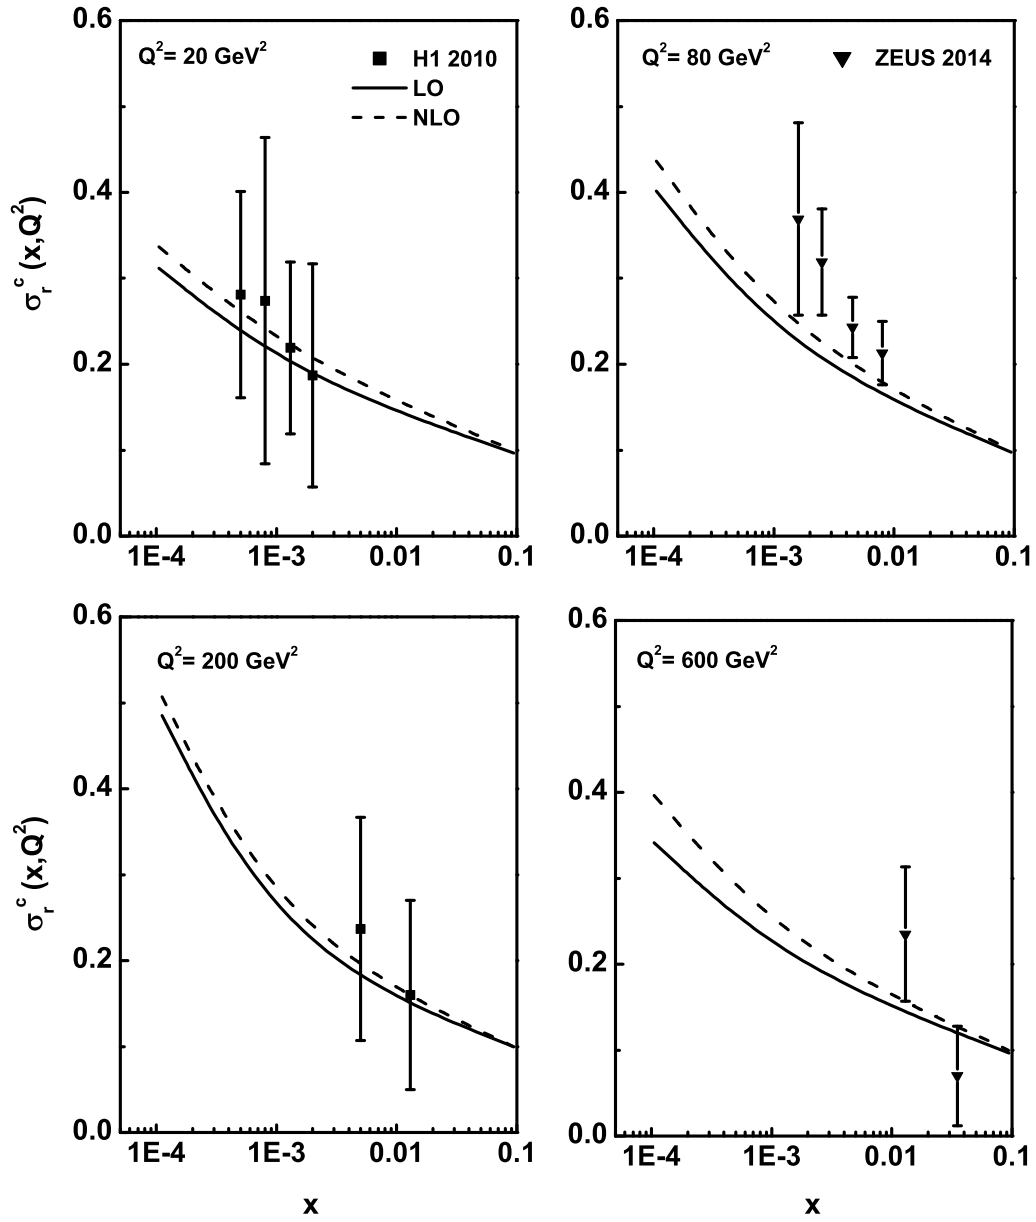 0.6
Q²= 20 GeV²
H1 2010
LO
NLO
0.4
0.2
0.0
1E-4 1E-3 0.01 0.1
σ_r^c (x,Q²)
0.6
Q²= 80 GeV²
ZEUS 2014
0.4
0.2
0.0
1E-4 1E-3 0.01 0.1
0.6
Q²= 200 GeV²
0.4
0.2
0.0
1E-4 1E-3 0.01 0.1
σ_r^c (x,Q²)
x
0.6
Q²= 600 GeV²
0.4
0.2
0.0
1E-4 1E-3 0.01 0.1
x